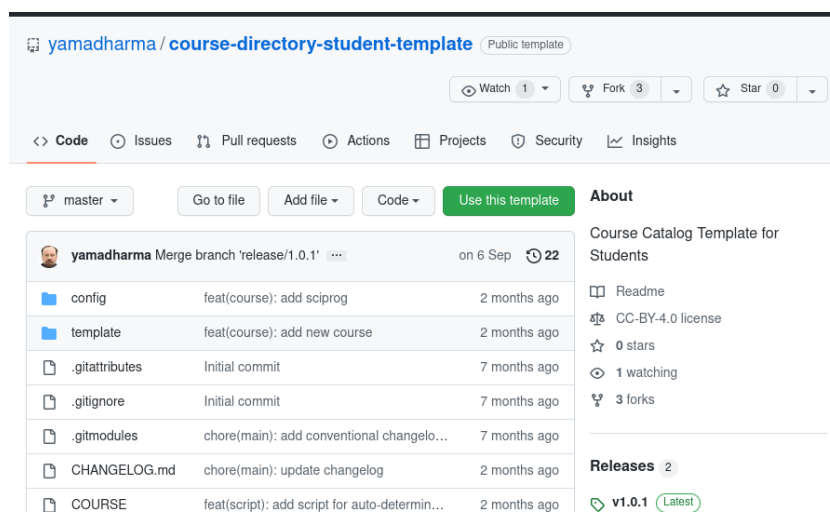 yamadharma / course-directory-student-template Public template
Watch 1 Fork 3 Star 0
Code Issues Pull requests Actions Projects Security Insights
master Go to file Add file Code Use this template
About
Course Catalog Template for
Students
yamadharma Merge branch 'release/1.0.1' ... on 6 Sep 22
config feat(course): add sciprog 2 months ago
template feat(course): add new course 2 months ago
.gitattributes Initial commit 7 months ago
.gitignore Initial commit 7 months ago
.gitmodules chore(main): add conventional changelo... 7 months ago
CHANGELOG.md chore(main): update changelog 2 months ago
COURSE feat(script): add script for auto-determin... 2 months ago
Readme
CC-BY-4.0 license
0 stars
1 watching
3 forks
Releases 2
v1.0.1 Latest